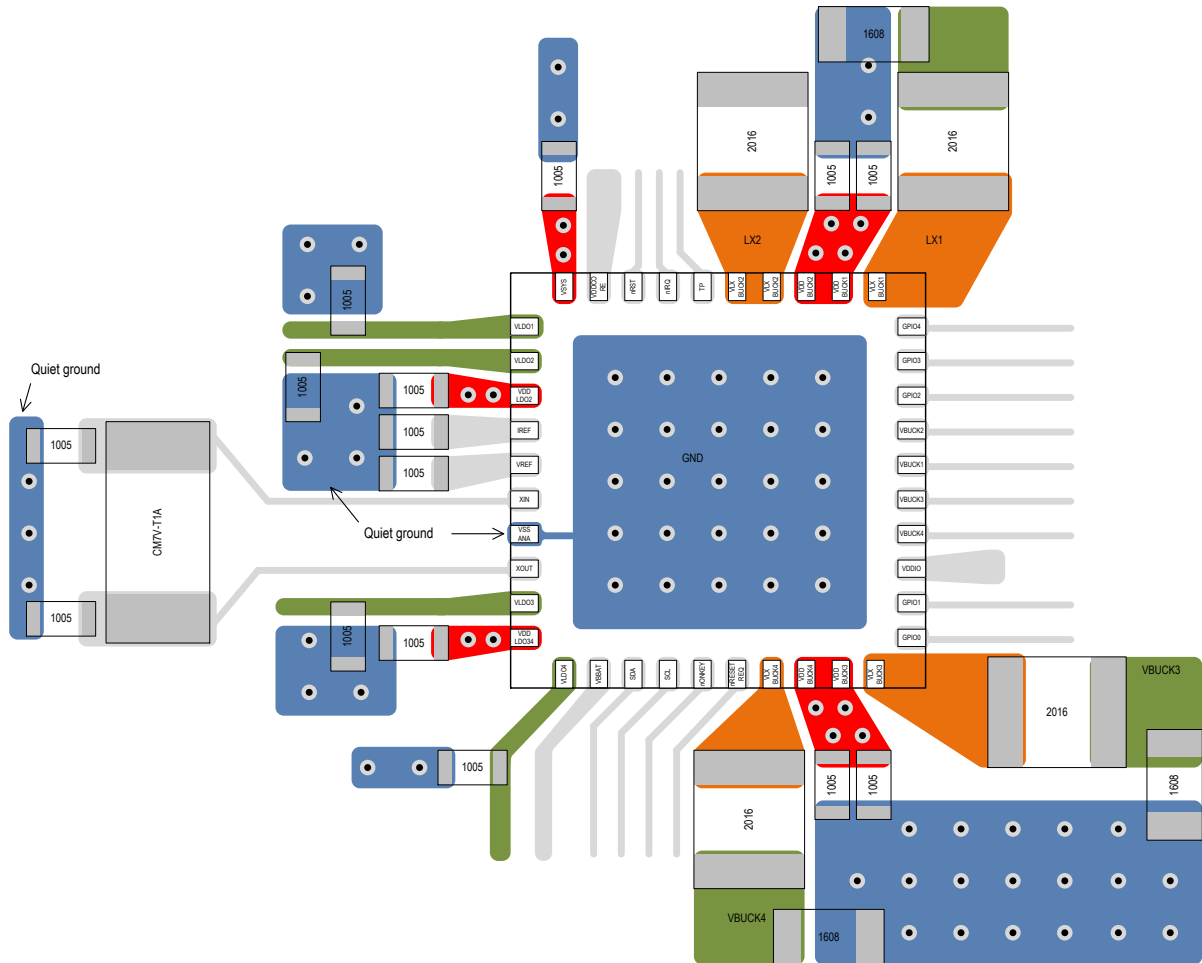 1608
2016
2016
1005
1005
1005
LX2
LX1
VSYS
VDDCO
RE
nRST
nIRQ
TP
VLX
BUCK2
VLX
BUCK2
VDD
BUCK2
VDD
BUCK1
VLX
BUCK1
1005
VLDO1
GPIO4
Quiet ground
1005
VLDO2
GPIO3
1005
VDD
LDO2
GPIO2
1005
1005
IREF
VBUCK2
GND
1005
VREF
VBUCK1
XIN
VBUCK3
CM7V-T1A
Quiet ground
VSS
ANA
VBUCK4
XOUT
VDDIO
VLDO3
GPIO1
1005
1005
1005
VDD
LDO34
GPIO0
VLDO4
VBBAT
SDA
SCL
nONKEY
nRESET
REQ
VLX
BUCK4
VDD
BUCK4
VDD
BUCK3
VLX
BUCK3
VBUCK3
2016
1005
1005
1005
1608
2016
VBUCK4
1608